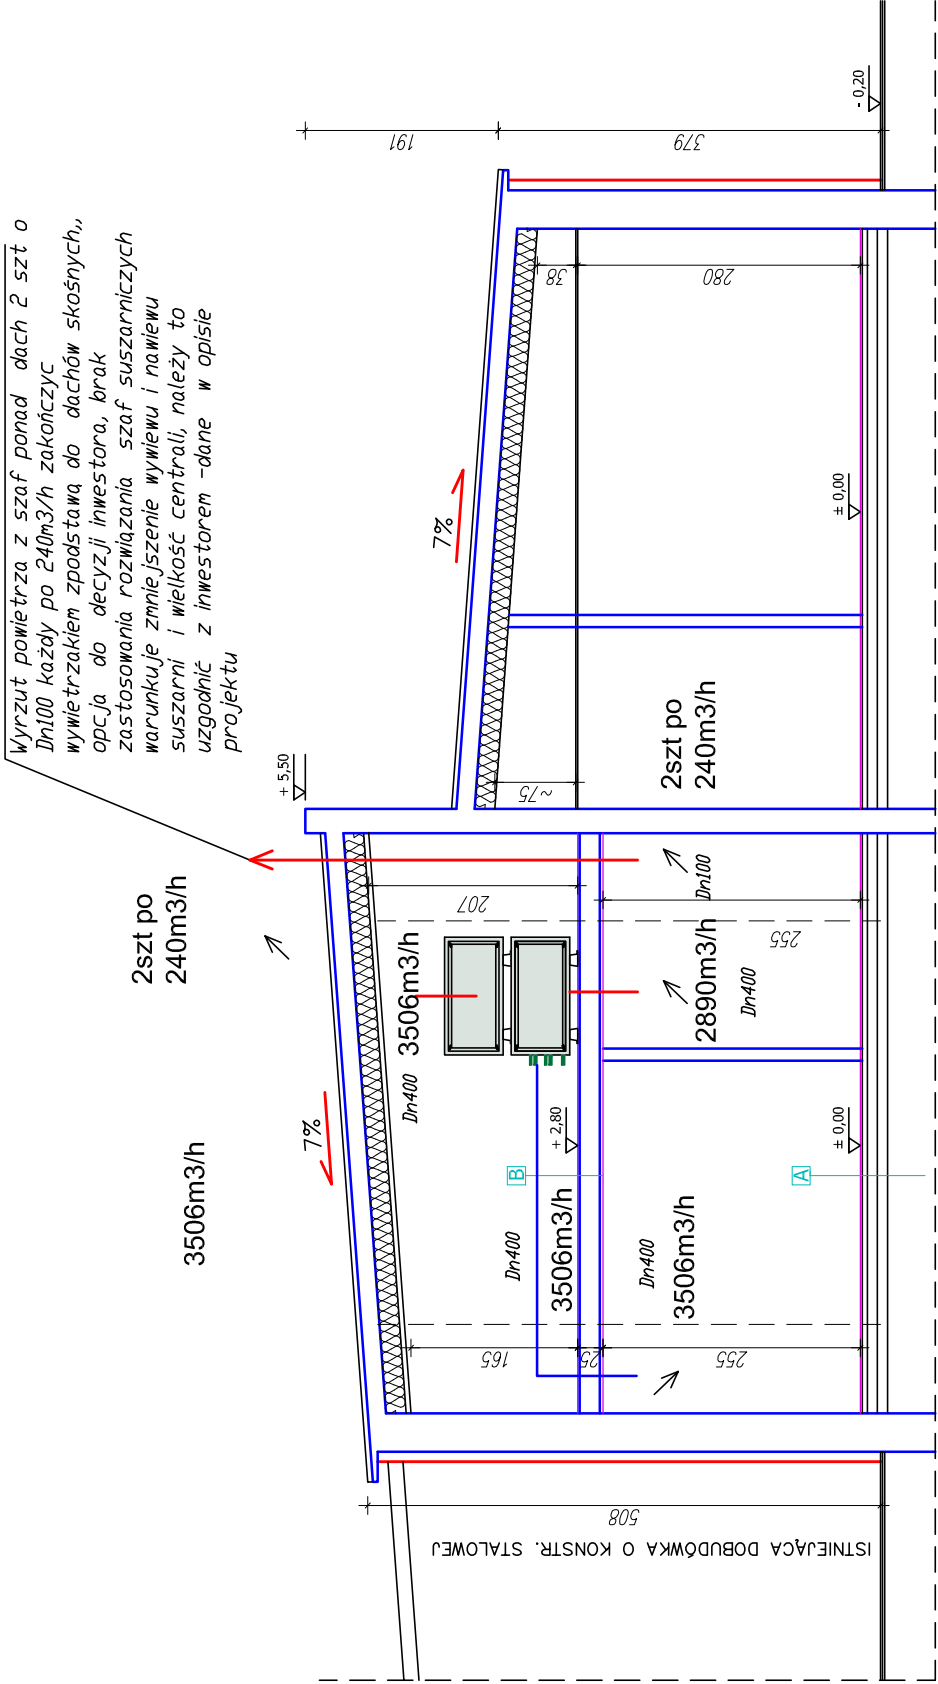 Wyrzut powietrza z szaf ponad dach 2 szt o
Dn100 każdy po 240m3/h zakończyc
wywietrzakiem zpodstawą do dachów skośnych,,
opcja do decyzji inwestora, brak
zastosowania rozwiązania szaf suszarniczych
warunkuje zmniejszenie wywiewu i nawiewu
suszarni i wielkość centrali, należy to
uzgodnić z inwestorem -dane w opisie
projektu
2szt po
240m3/h
3506m3/h
+ 5,50
7%
7%
191
379
- 0,20
38
280
± 0,00
~75
2szt po
240m3/h
207
Dn100
255
3506m3/h
Dn400
2890m3/h
Dn400
+ 2,80
± 0,00
B
A
Dn400
3506m3/h
Dn400
3506m3/h
165
25
255
508
ISTNIEJĄCA DOBUDÓWKA O KONSTR. STALOWEJ